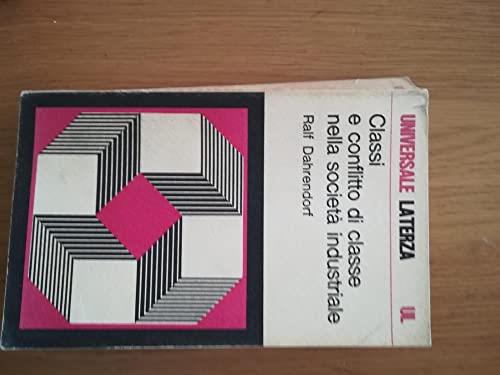 UNIVERSALE LATERZA UL
Classi
e conflitto di classe
nella società industriale
Ralf Dahrendorf